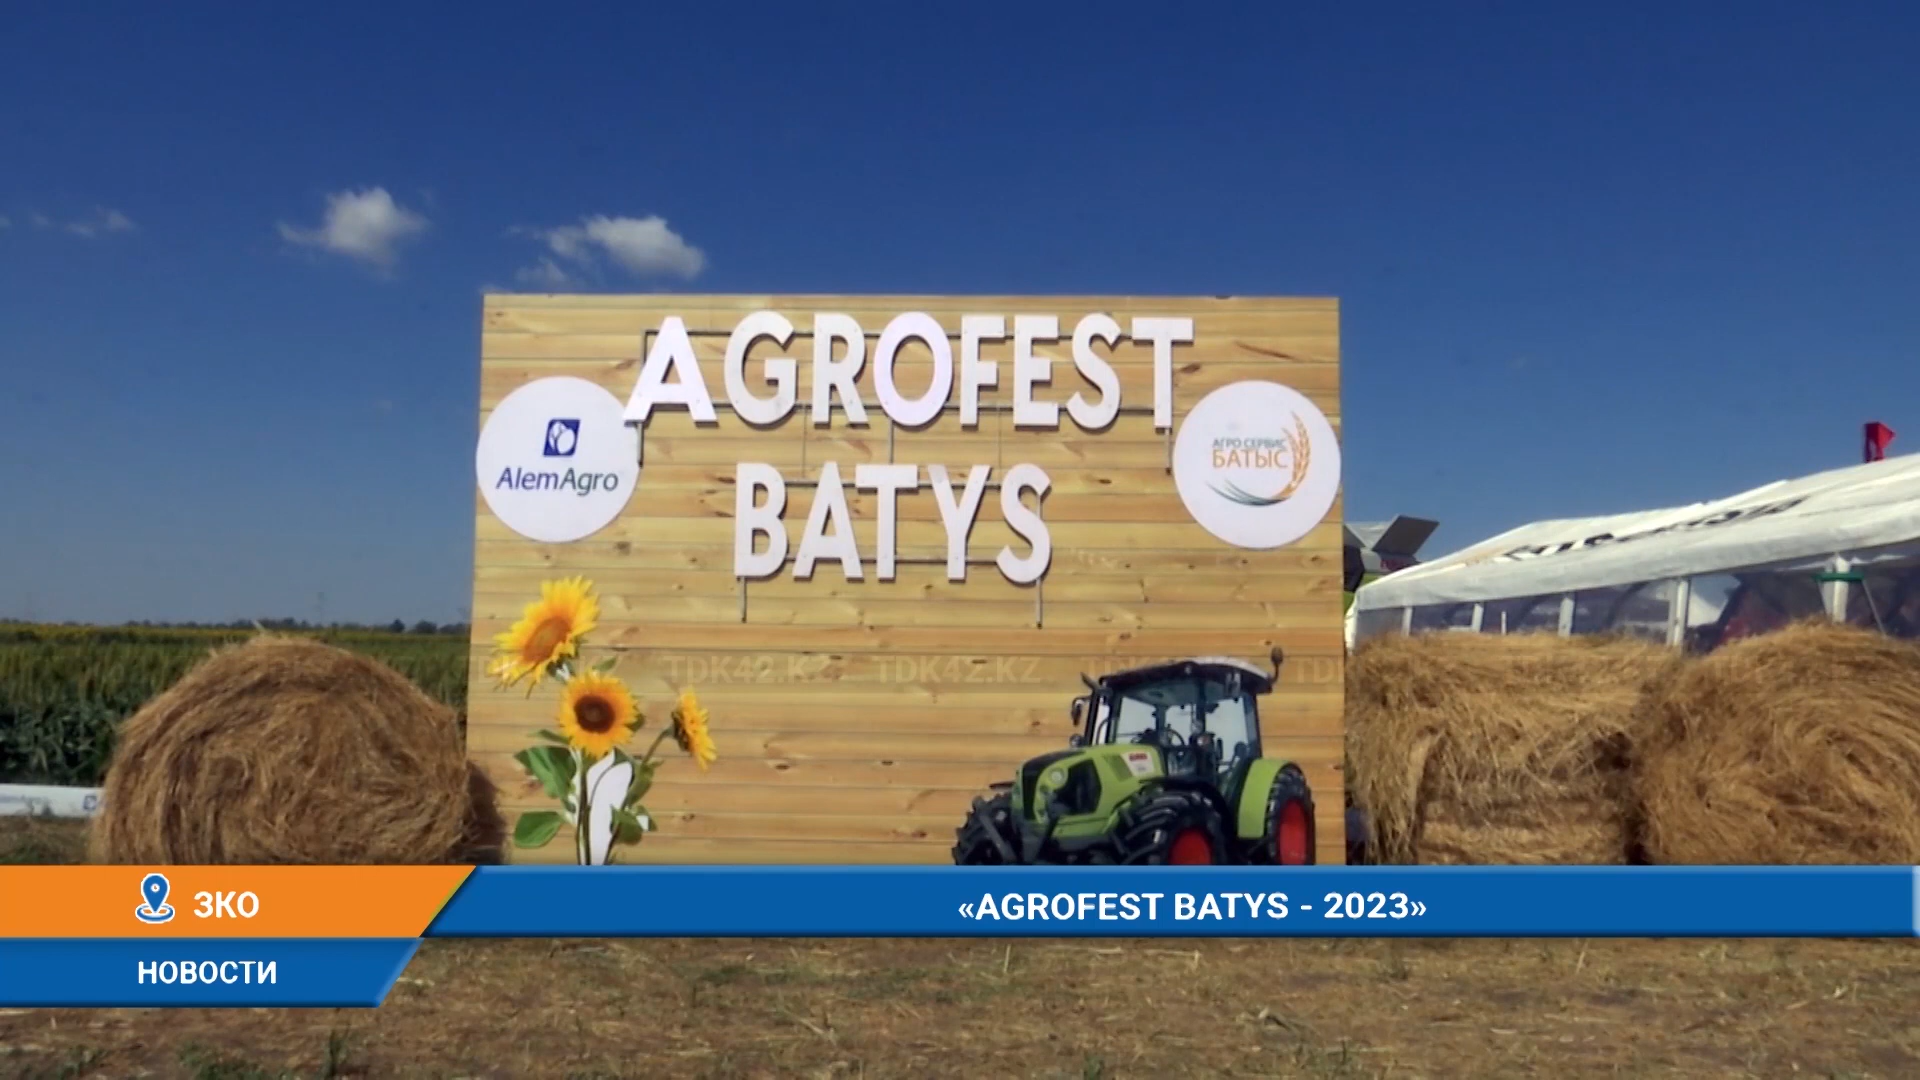 AGROFEST
BATYS
AlemAgro
АГРО СЕРВИС
БАТЫС
TDK42.KZ TDK42.KZ
ЗКО
«AGROFEST BATYS - 2023»
НОВОСТИ